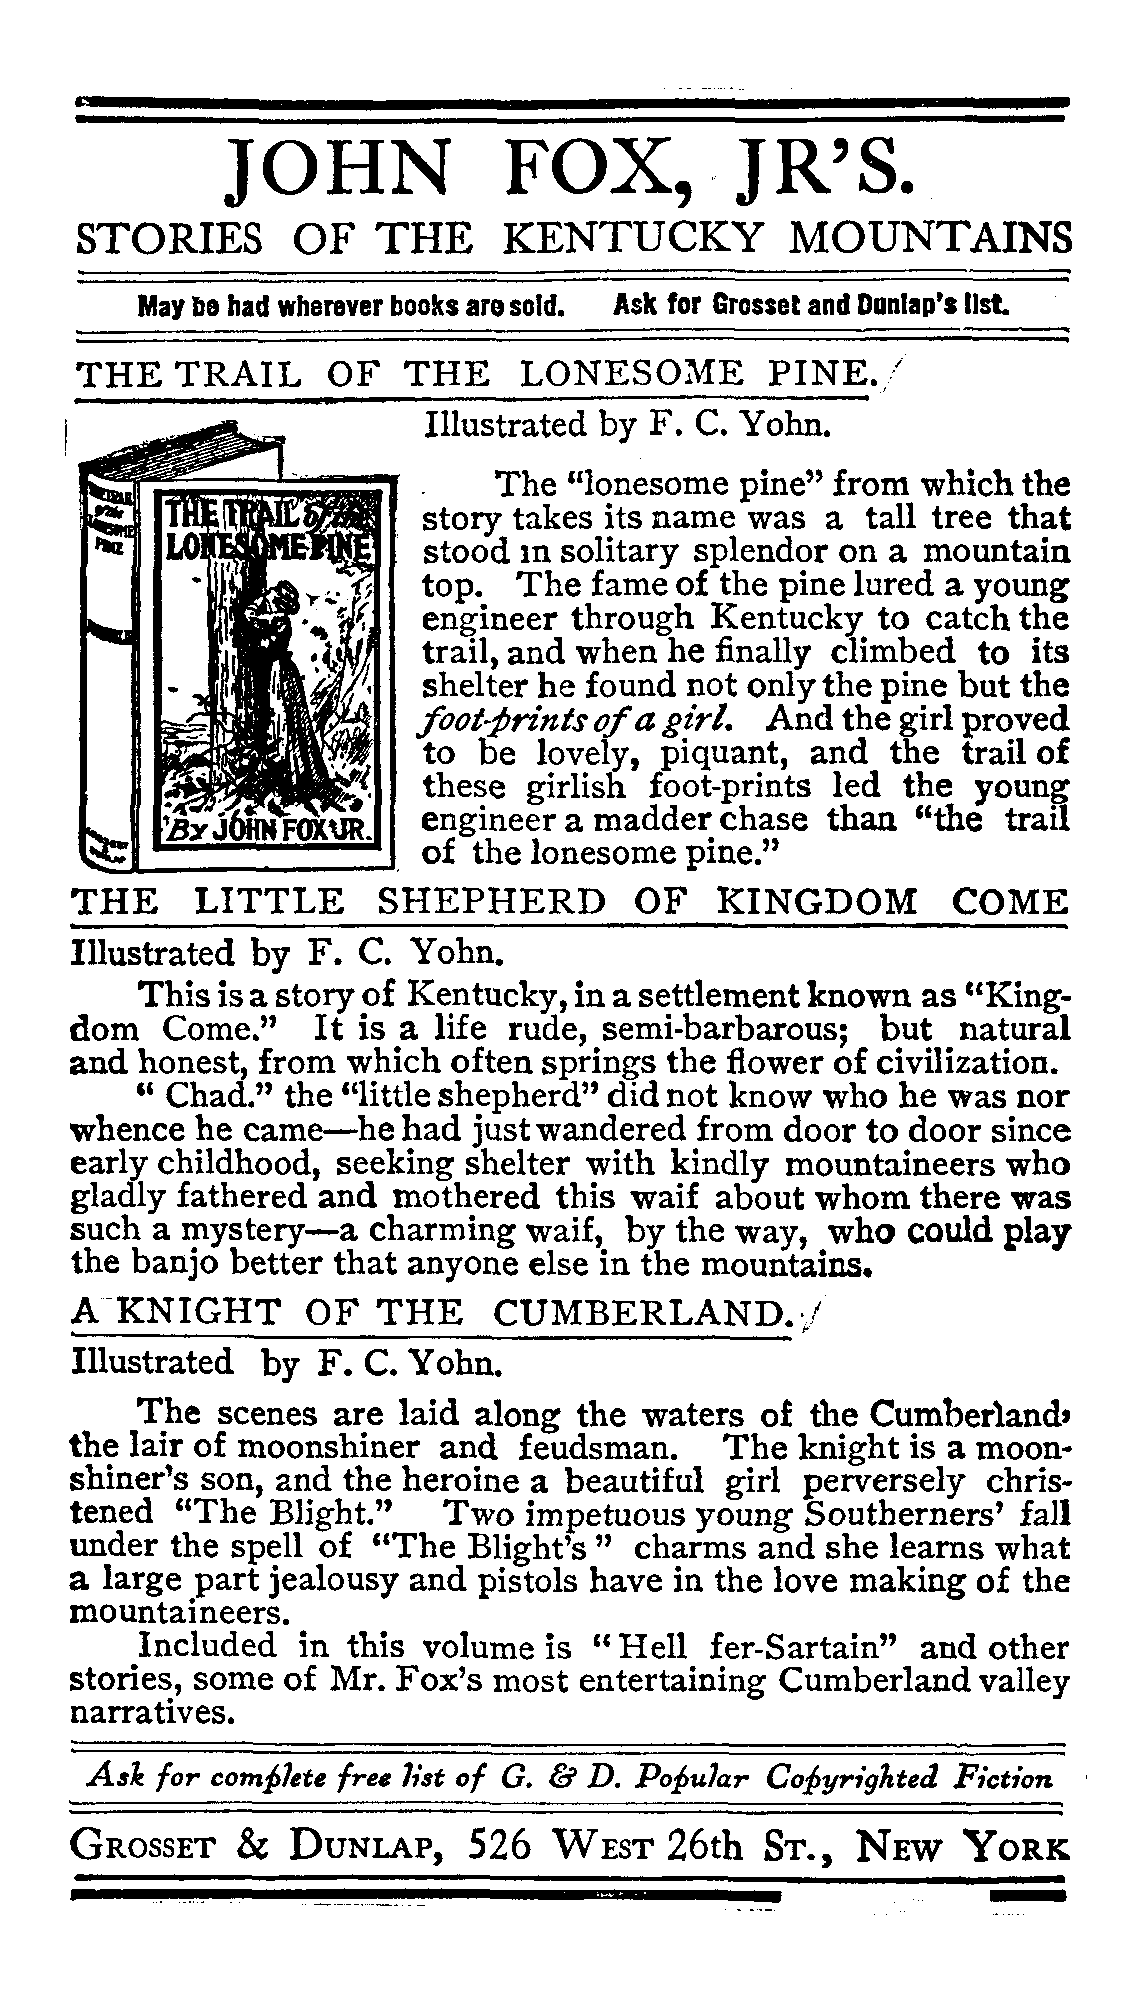 JOHN FOX, JR'S.
STORIES OF THE KENTUCKY MOUNTAINS
May be had wherever books are sold. Ask for Grosset and Dunlap's list.
THE TRAIL OF THE LONESOME PINE.
Illustrated by F. C. Yohn.
THE TRAIL of the
LONESOME PINE
By JOHN FOX JR.
THE TRAIL
of the
LONESOME
PINE
The “lonesome pine” from which the
story takes its name was a tall tree that
stood in solitary splendor on a mountain
top. The fame of the pine lured a young
engineer through Kentucky to catch the
trail, and when he finally climbed to its
shelter he found not only the pine but the
foot-prints of a girl. And the girl proved
to be lovely, piquant, and the trail of
these girlish foot-prints led the young
engineer a madder chase than “the trail
of the lonesome pine.”
THE LITTLE SHEPHERD OF KINGDOM COME
Illustrated by F. C. Yohn.
This is a story of Kentucky, in a settlement known as “King-
dom Come.” It is a life rude, semi-barbarous; but natural
and honest, from which often springs the flower of civilization.
“ Chad.” the “little shepherd” did not know who he was nor
whence he came—he had just wandered from door to door since
early childhood, seeking shelter with kindly mountaineers who
gladly fathered and mothered this waif about whom there was
such a mystery—a charming waif, by the way, who could play
the banjo better that anyone else in the mountains.
A KNIGHT OF THE CUMBERLAND.
Illustrated by F. C. Yohn.
The scenes are laid along the waters of the Cumberland,
the lair of moonshiner and feudsman. The knight is a moon-
shiner's son, and the heroine a beautiful girl perversely chris-
tened “The Blight.” Two impetuous young Southerners' fall
under the spell of “The Blight's ” charms and she learns what
a large part jealousy and pistols have in the love making of the
mountaineers.
Included in this volume is “ Hell fer-Sartain” and other
stories, some of Mr. Fox's most entertaining Cumberland valley
narratives.
Ask for complete free list of G. & D. Popular Copyrighted Fiction
GROSSET & DUNLAP, 526 WEST 26th ST., NEW YORK